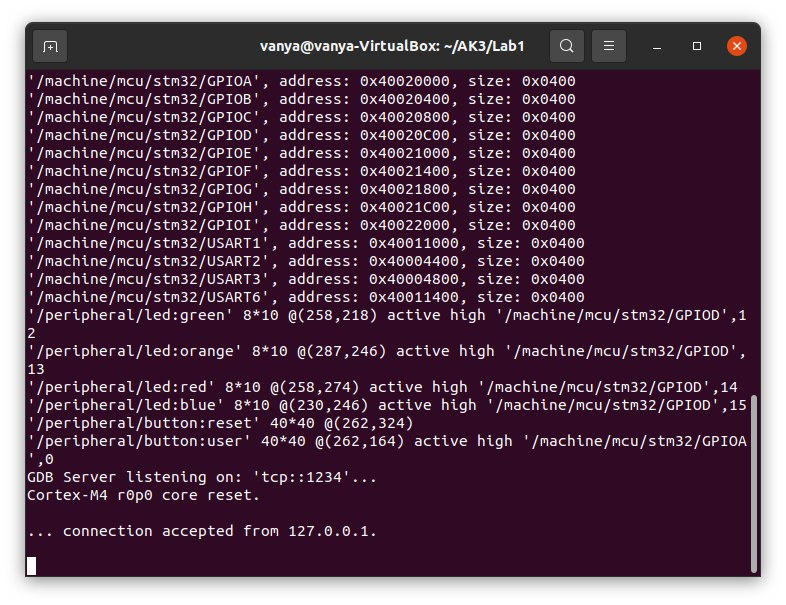 vanya@vanya-VirtualBox: ~/AK3/Lab1
'/machine/mcu/stm32/GPIOA', address: 0x40020000, size: 0x0400
'/machine/mcu/stm32/GPIOB', address: 0x40020400, size: 0x0400
'/machine/mcu/stm32/GPIOC', address: 0x40020800, size: 0x0400
'/machine/mcu/stm32/GPIOD', address: 0x40020C00, size: 0x0400
'/machine/mcu/stm32/GPIOE', address: 0x40021000, size: 0x0400
'/machine/mcu/stm32/GPIOF', address: 0x40021400, size: 0x0400
'/machine/mcu/stm32/GPIOG', address: 0x40021800, size: 0x0400
'/machine/mcu/stm32/GPIOH', address: 0x40021C00, size: 0x0400
'/machine/mcu/stm32/GPIOI', address: 0x40022000, size: 0x0400
'/machine/mcu/stm32/USART1', address: 0x40011000, size: 0x0400
'/machine/mcu/stm32/USART2', address: 0x40004400, size: 0x0400
'/machine/mcu/stm32/USART3', address: 0x40004800, size: 0x0400
'/machine/mcu/stm32/USART6', address: 0x40011400, size: 0x0400
'/peripheral/led:green' 8*10 @(258,218) active high '/machine/mcu/stm32/GPIOD',1
2
'/peripheral/led:orange' 8*10 @(287,246) active high '/machine/mcu/stm32/GPIOD',
13
'/peripheral/led:red' 8*10 @(258,274) active high '/machine/mcu/stm32/GPIOD',14
'/peripheral/led:blue' 8*10 @(230,246) active high '/machine/mcu/stm32/GPIOD',15
'/peripheral/button:reset' 40*40 @(262,324)
'/peripheral/button:user' 40*40 @(262,164) active high '/machine/mcu/stm32/GPIOA
',0
GDB Server listening on: 'tcp::1234'...
Cortex-M4 r0p0 core reset.
... connection accepted from 127.0.0.1.